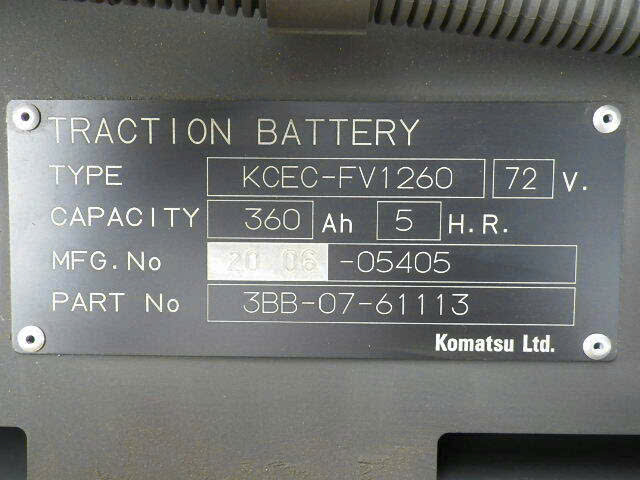 TRACTION BATTERY
TYPE KCEC-FV1260 72 V.
CAPACITY 360 Ah 5 H.R.
MFG.No 20 06 -05405
PART No 3BB-07-61113
Komatsu Ltd.